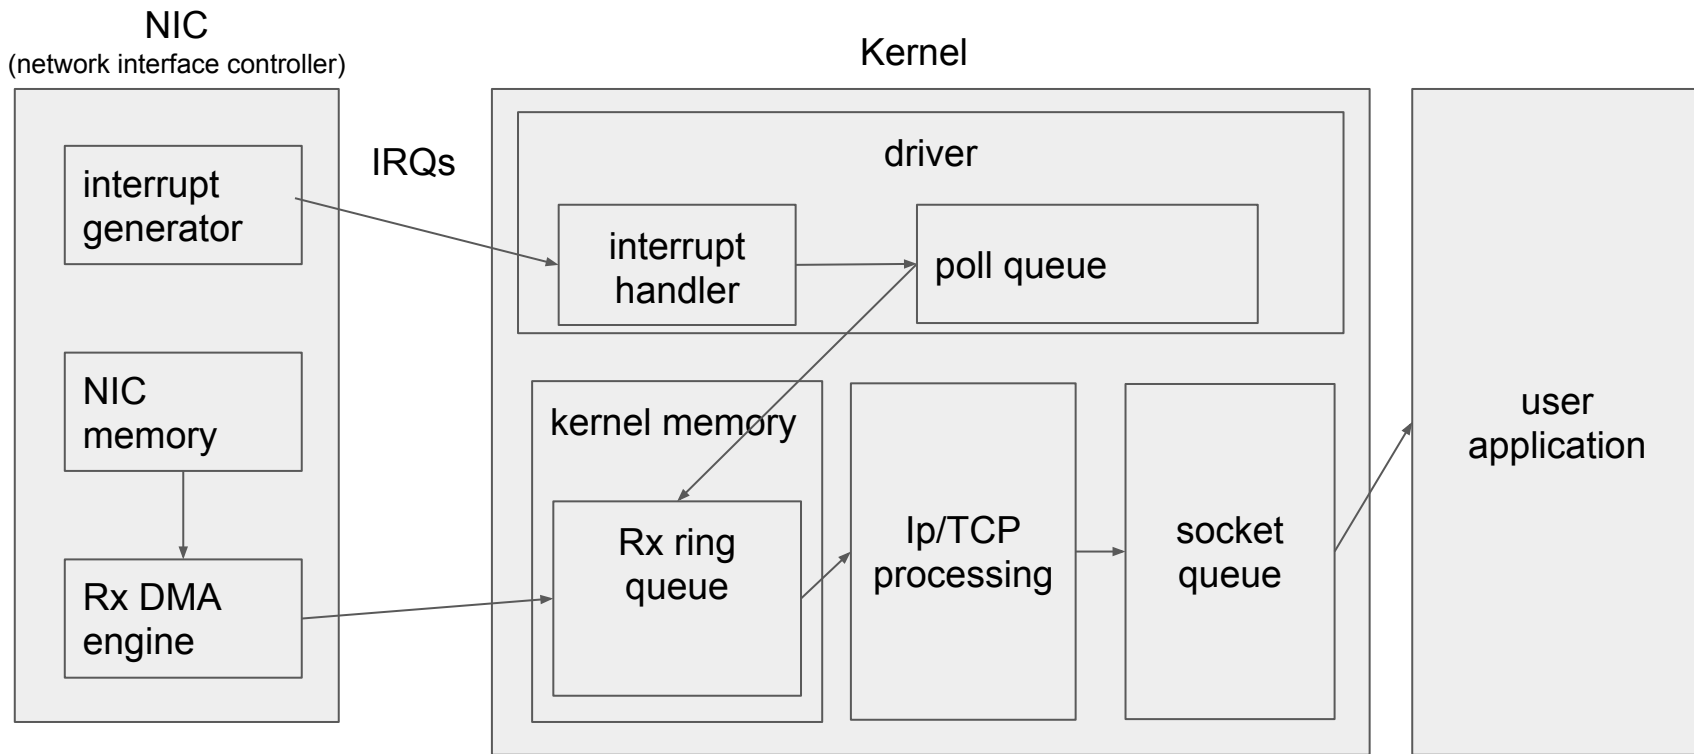 NIC
(network interface controller)
Kernel
IRQs
driver
interrupt
generator
interrupt
handler
poll queue
NIC
memory
kernel memory
user
application
Rx ring
queue
Ip/TCP
processing
socket
queue
Rx DMA
engine